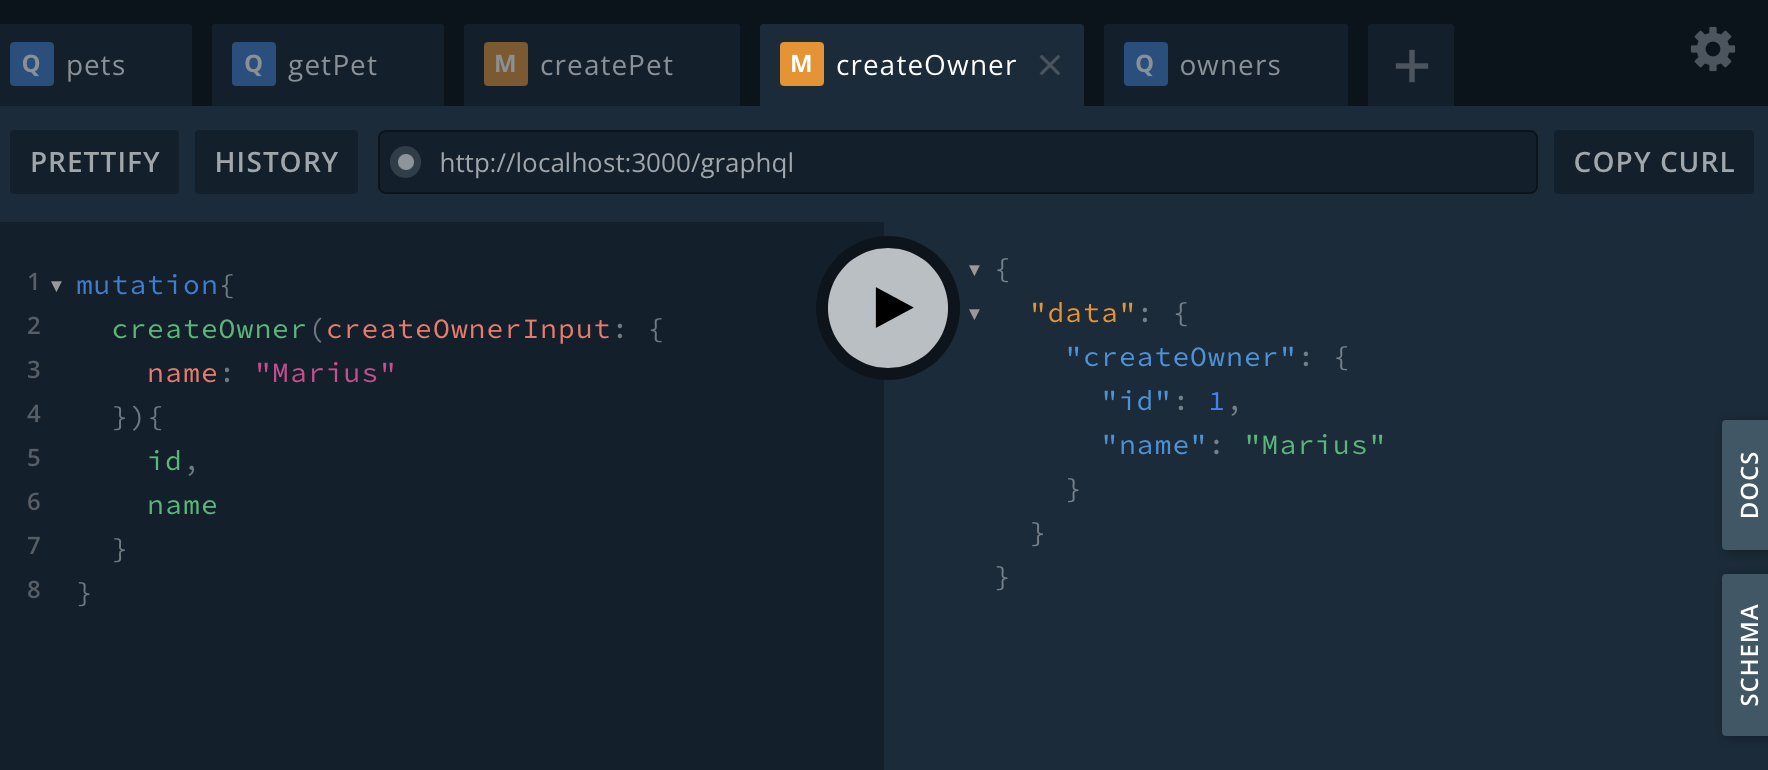 Q pets Q getPet M createPet M createOwner Q owners
PRETTIFY HISTORY http://localhost:3000/graphql COPY CURL
1 mutation{
2 createOwner(createOwnerInput: {
3 name: "Marius"
4 }){
5 id,
6 name
7 }
8 }
{
"data": {
"createOwner": {
"id": 1,
"name": "Marius"
}
}
}
DOCS
SCHEMA